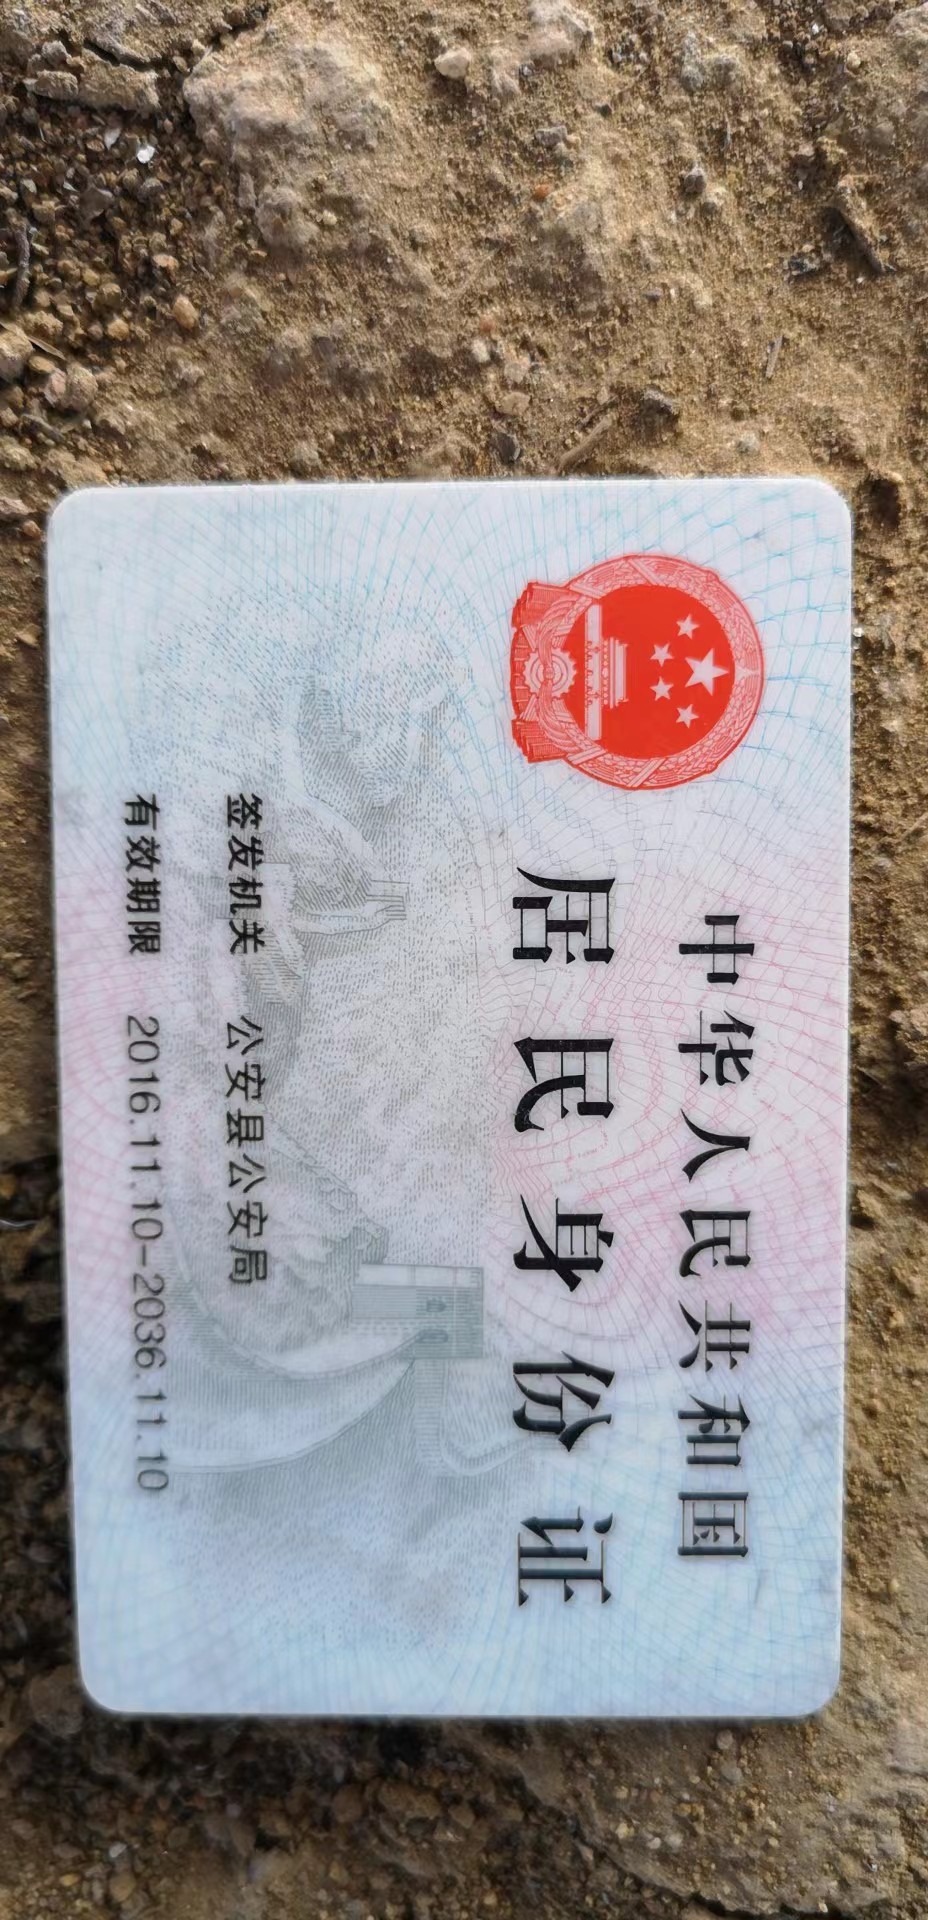 中华人民共和国
居民身份证
签发机关 公安县公安局
有效期限 2016.11.10-2036.11.10